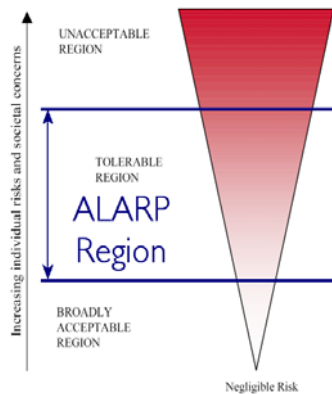 UNACCEPTABLE
REGION
Increasing individual risks and societal concerns
TOLERABLE
REGION
ALARP
Region
BROADLY
ACCEPTABLE
REGION
Negligible Risk